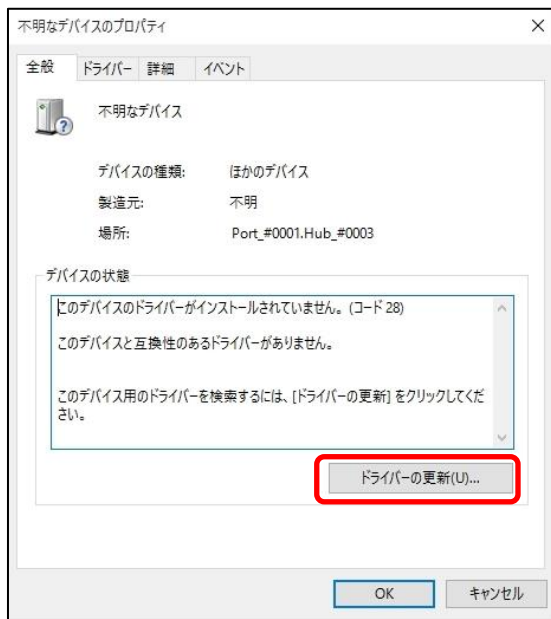 不明なデバイスのプロパティ
全般 ドライバー 詳細 イベント
不明なデバイス
デバイスの種類: ほかのデバイス
製造元: 不明
場所: Port_#0001.Hub_#0003
デバイスの状態
このデバイスのドライバーがインストールされていません。(コード 28)
このデバイスと互換性のあるドライバーがありません。
このデバイス用のドライバーを検索するには、[ドライバーの更新] をクリックしてくだ
さい。
ドライバーの更新(U)...
OK キャンセル